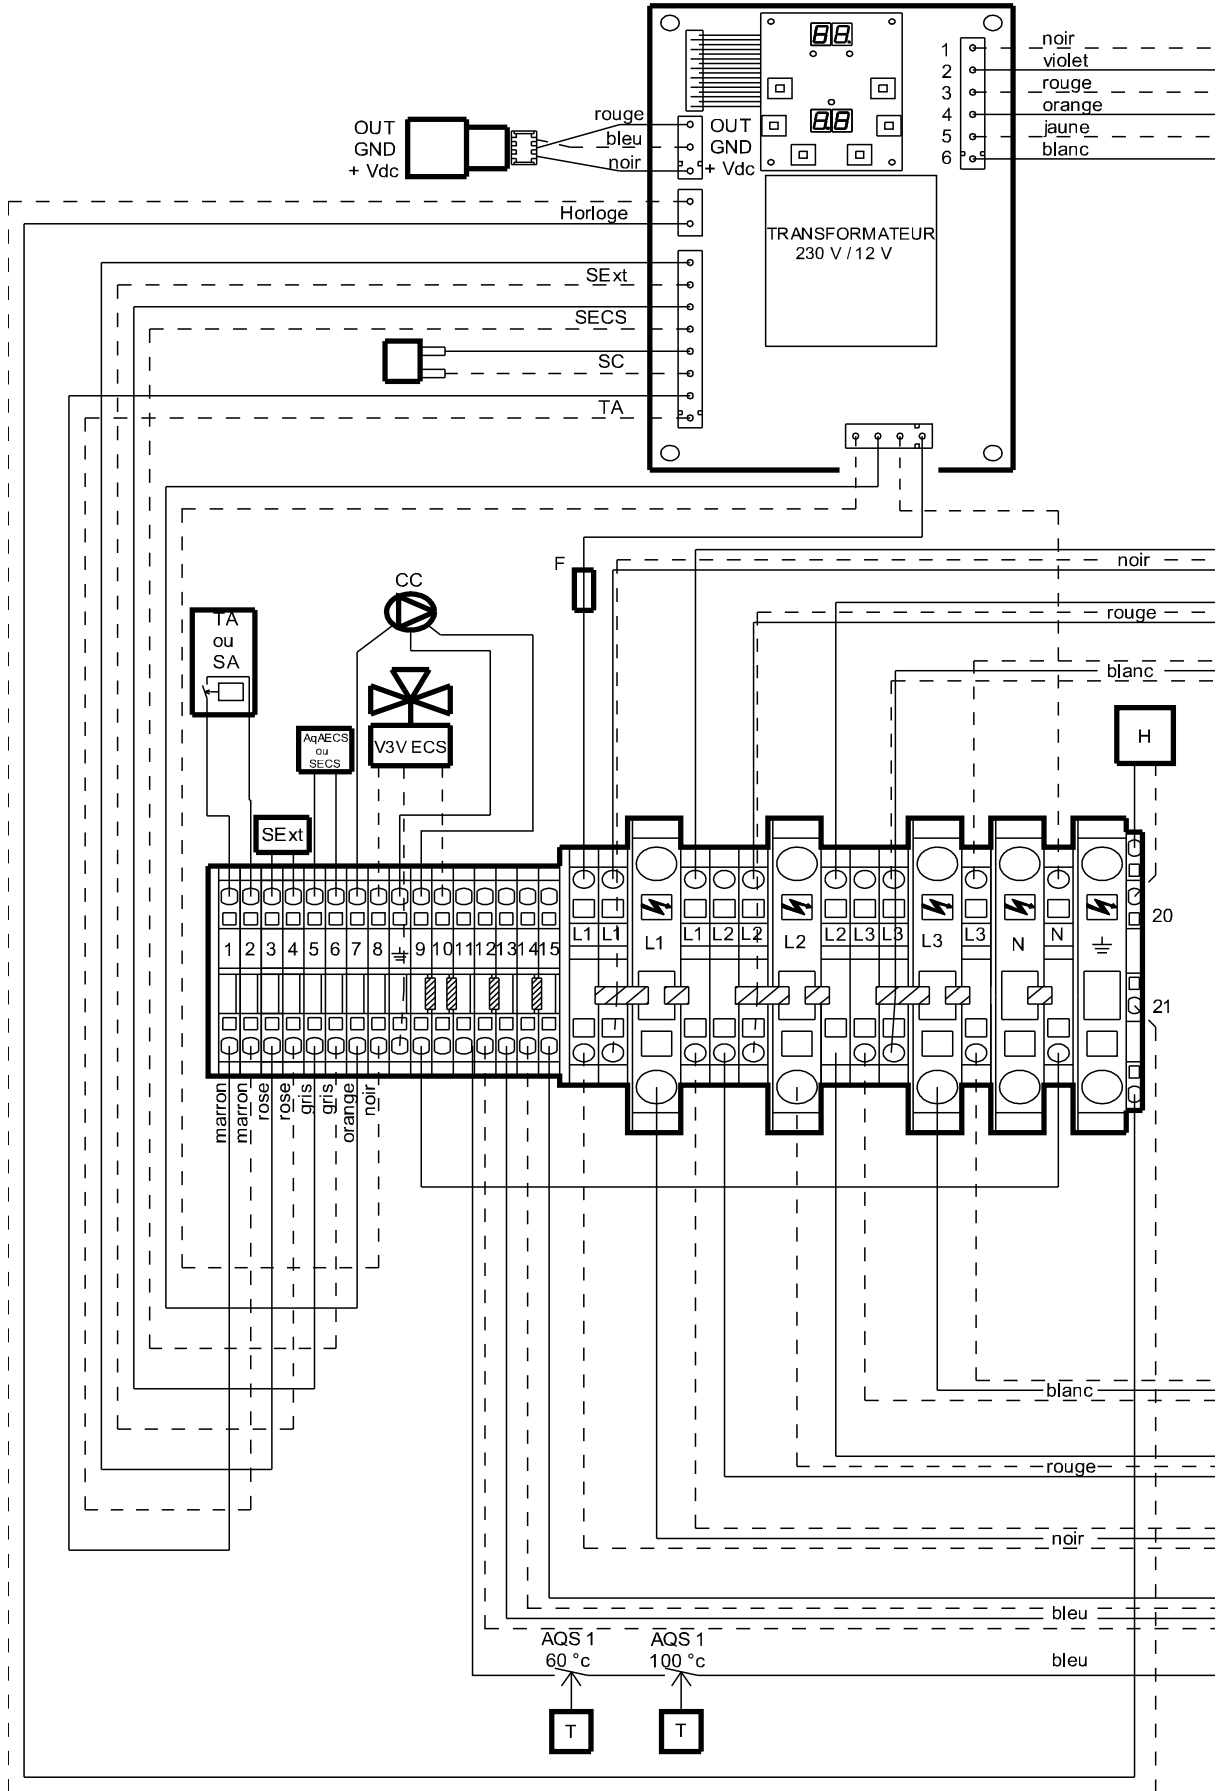 noir
1
violet
2
rouge
3
orange
4
jaune
5
blanc
6
88
88
OUT
GND
+ Vdc
rouge
bleu
noir
OUT
GND
+ Vdc
Horloge
TRANSFORMATEUR
230 V / 12 V
SExt
SECS
SC
TA
F
noir
CC
TA
ou
SA
rouge
blanc
AqAECS
ou
SECS
V3V ECS
H
SExt
1 2 3 4 5 6 7 8 9 10 11 12 13 14 15
L1 L1 L1 L1 L2 L2 L2 L2 L3 L3 L3 L3 N N
20
21
marron
marron
rose
rose
gris
gris
orange
noir
blanc
rouge
noir
bleu
AQS 1
60 °c
AQS 1
100 °c
bleu
T
T